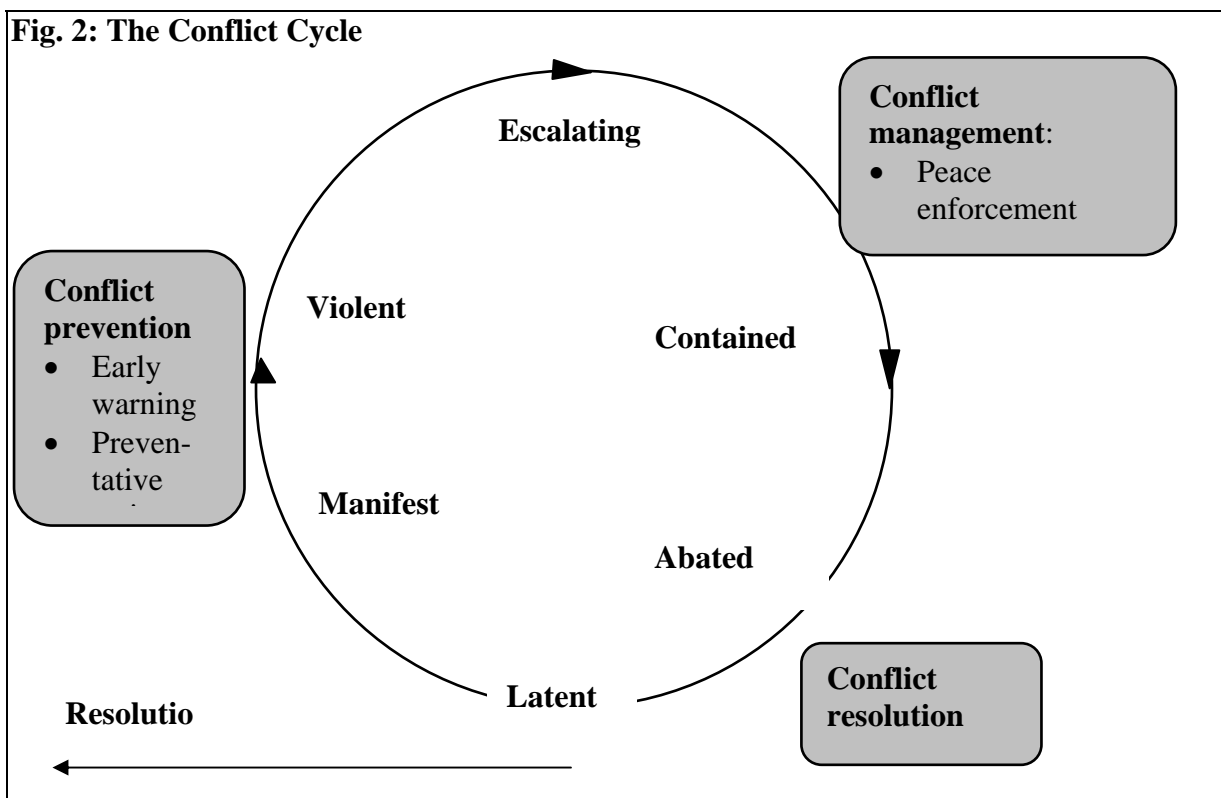 Fig. 2: The Conflict Cycle
Escalating
Conflict
management:
• Peace
enforcement
Conflict
prevention
• Early
warning
• Preven-
tative
Violent
Contained
Manifest
Abated
Latent
Resolutio
Conflict
resolution